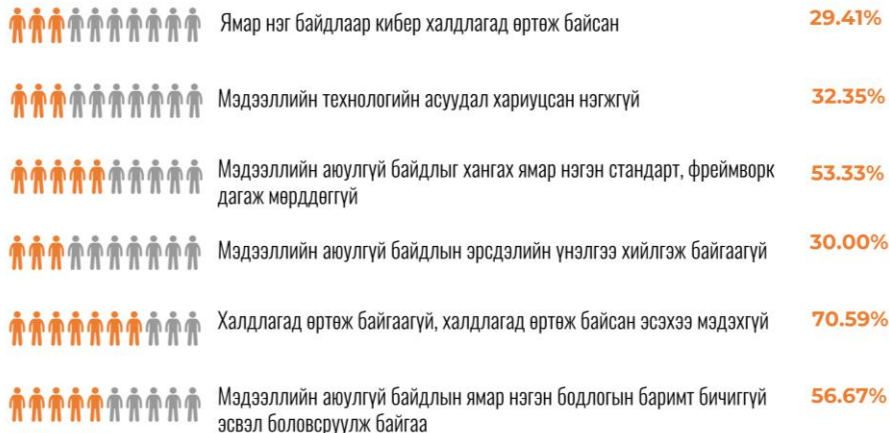 Ямар нэг байдлаар кибер халдлагад өртөж байсан 29.41%
Мэдээллийн технологийн асуудал хариуцсан нэгжгүй 32.35%
Мэдээллийн аюулгүй байдлыг хангах ямар нэгэн стандарт, фреймворк
дагаж мөрддөггүй 53.33%
Мэдээллийн аюулгүй байдлын эрсдэлийн үнэлгээ хийлгэж байгаагүй 30.00%
Халдлагад өртөж байгаагүй, халдлагад өртөж байсан эсэхээ мэдэхгүй 70.59%
Мэдээллийн аюулгүй байдлын ямар нэгэн бодлогын баримт бичиггүй
эсвэл боловсруулж байгаа 56.67%